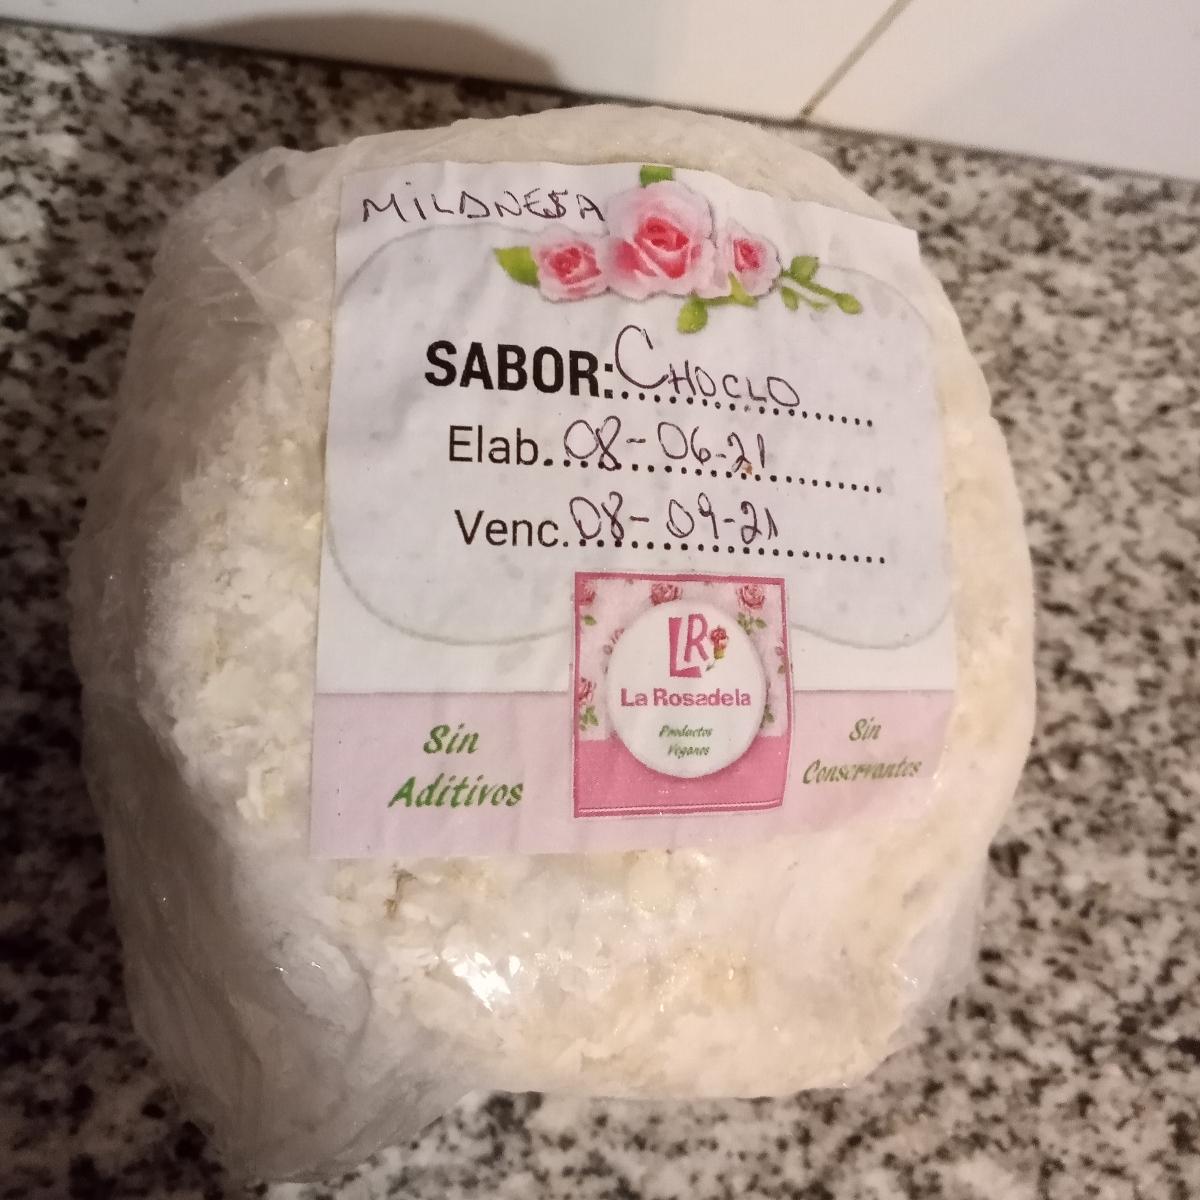 MILANESA
SABOR: CHOCLO
Elab. 08-06-21
Venc. 08-09-21
LR
La Rosadela
Productos
Veganos
Sin
Aditivos
Sin
Conservantes